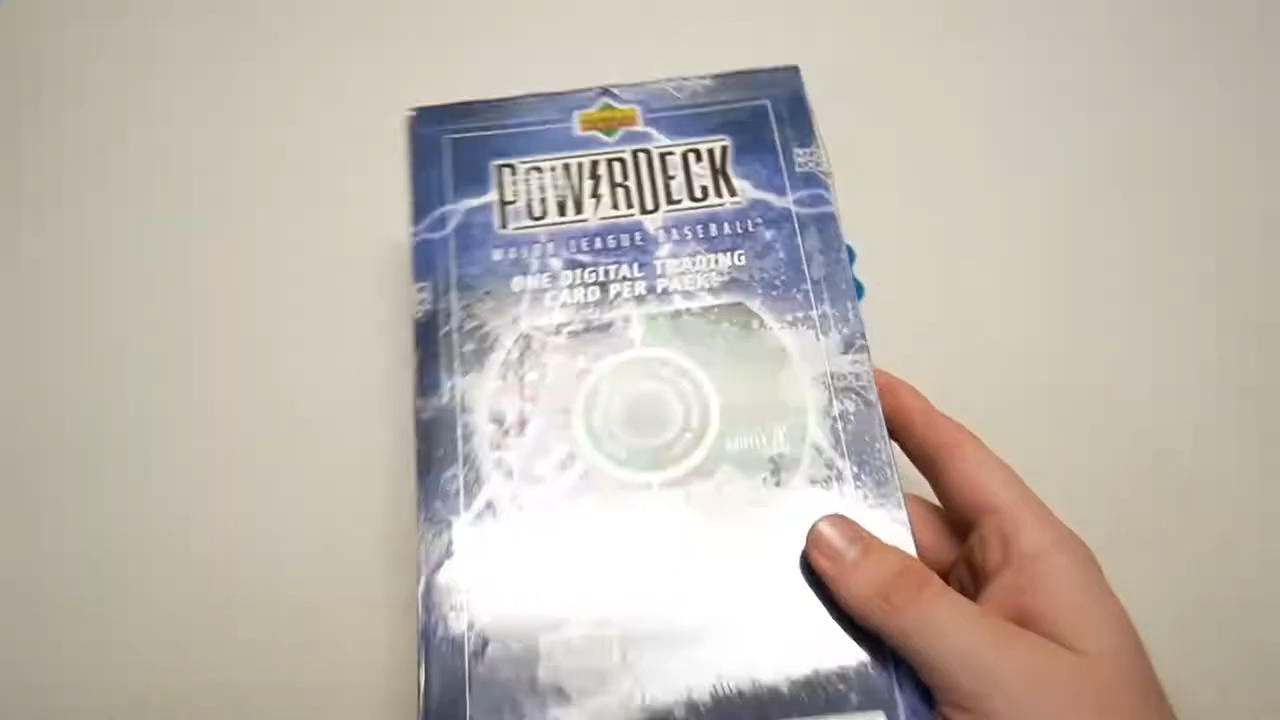 POWERDECK
MAJOR LEAGUE BASEBALL
ONE DIGITAL TRADING
CARD PER PACK!